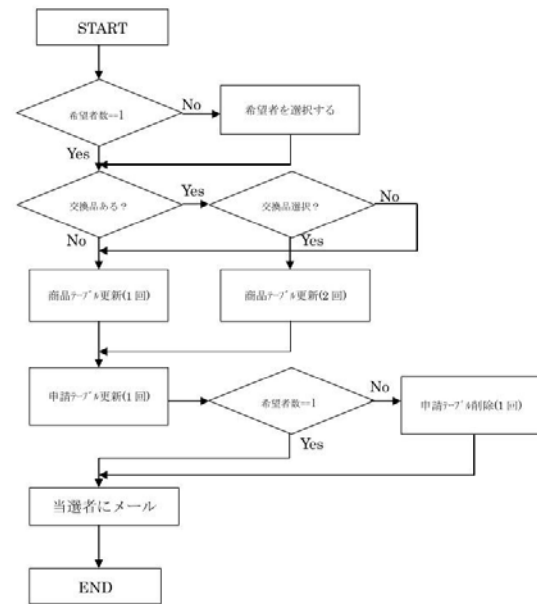 START
希望者数==1
No
希望者を選択する
Yes
交換品ある?
Yes
交換品選択?
No
No
Yes
商品ﾃｰﾌﾞﾙ更新(1回)
商品ﾃｰﾌﾞﾙ更新(2回)
申請ﾃｰﾌﾞﾙ更新(1回)
希望者数==1
No
申請ﾃｰﾌﾞﾙ削除(1回)
Yes
当選者にメール
END